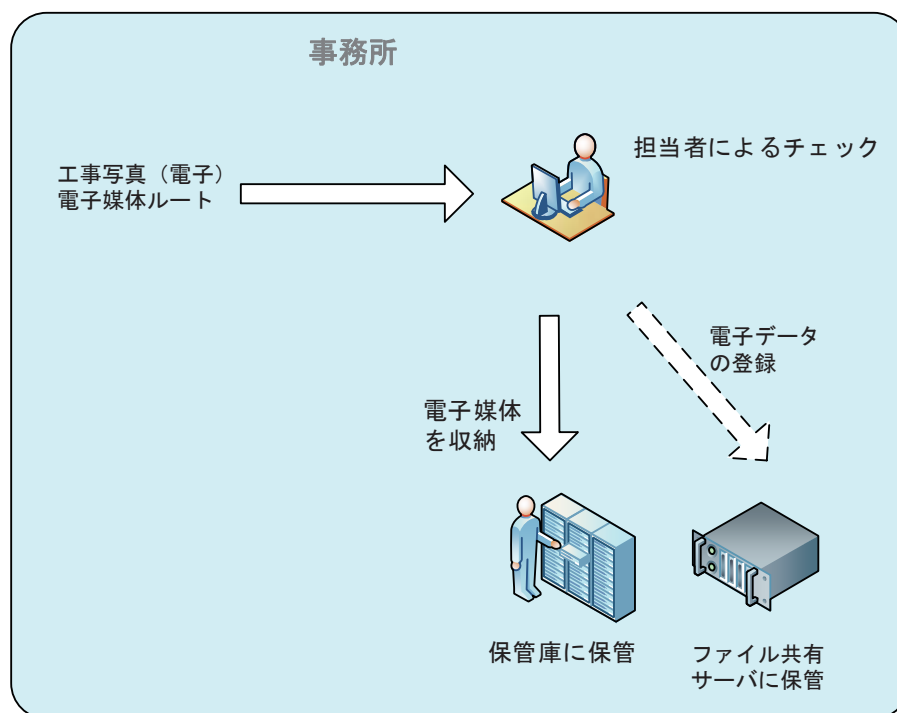 事務所
担当者によるチェック
工事写真（電子）
電子媒体ルート
電子データ
の登録
電子媒体
を収納
保管庫に保管
ファイル共有
サーバに保管